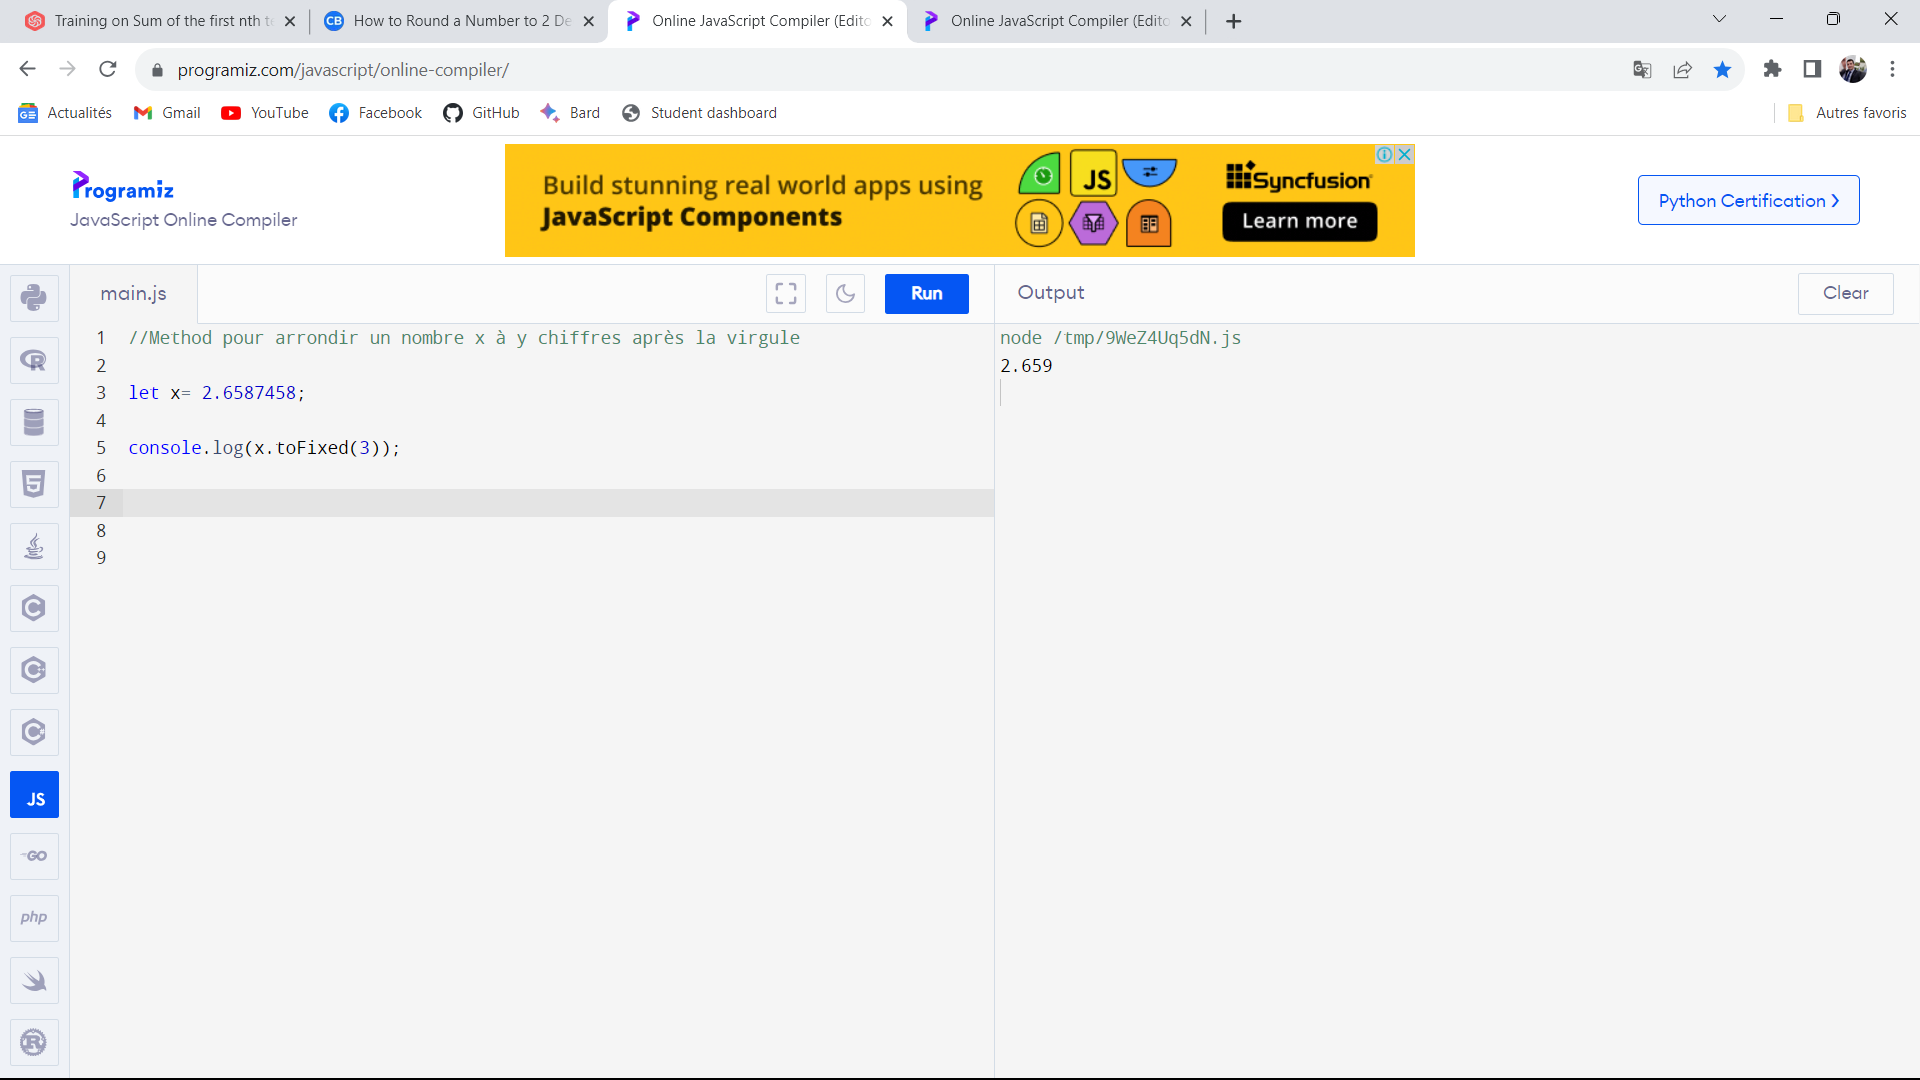 Training on Sum of the first nth te
How to Round a Number to 2 De
Online JavaScript Compiler (Edito
Online JavaScript Compiler (Edito
programiz.com/javascript/online-compiler/
Actualités
Gmail
YouTube
Facebook
GitHub
Bard
Student dashboard
Autres favoris
Programiz
JavaScript Online Compiler
Build stunning real world apps using
JavaScript Components
JS
Syncfusion
Learn more
Python Certification >
main.js
Run
Output
Clear
1 //Method pour arrondir un nombre x à y chiffres après la virgule
2
3 let x= 2.6587458;
4
5 console.log(x.toFixed(3));
6
7
8
9
node /tmp/9WeZ4Uq5dN.js
2.659
JS
GO
php